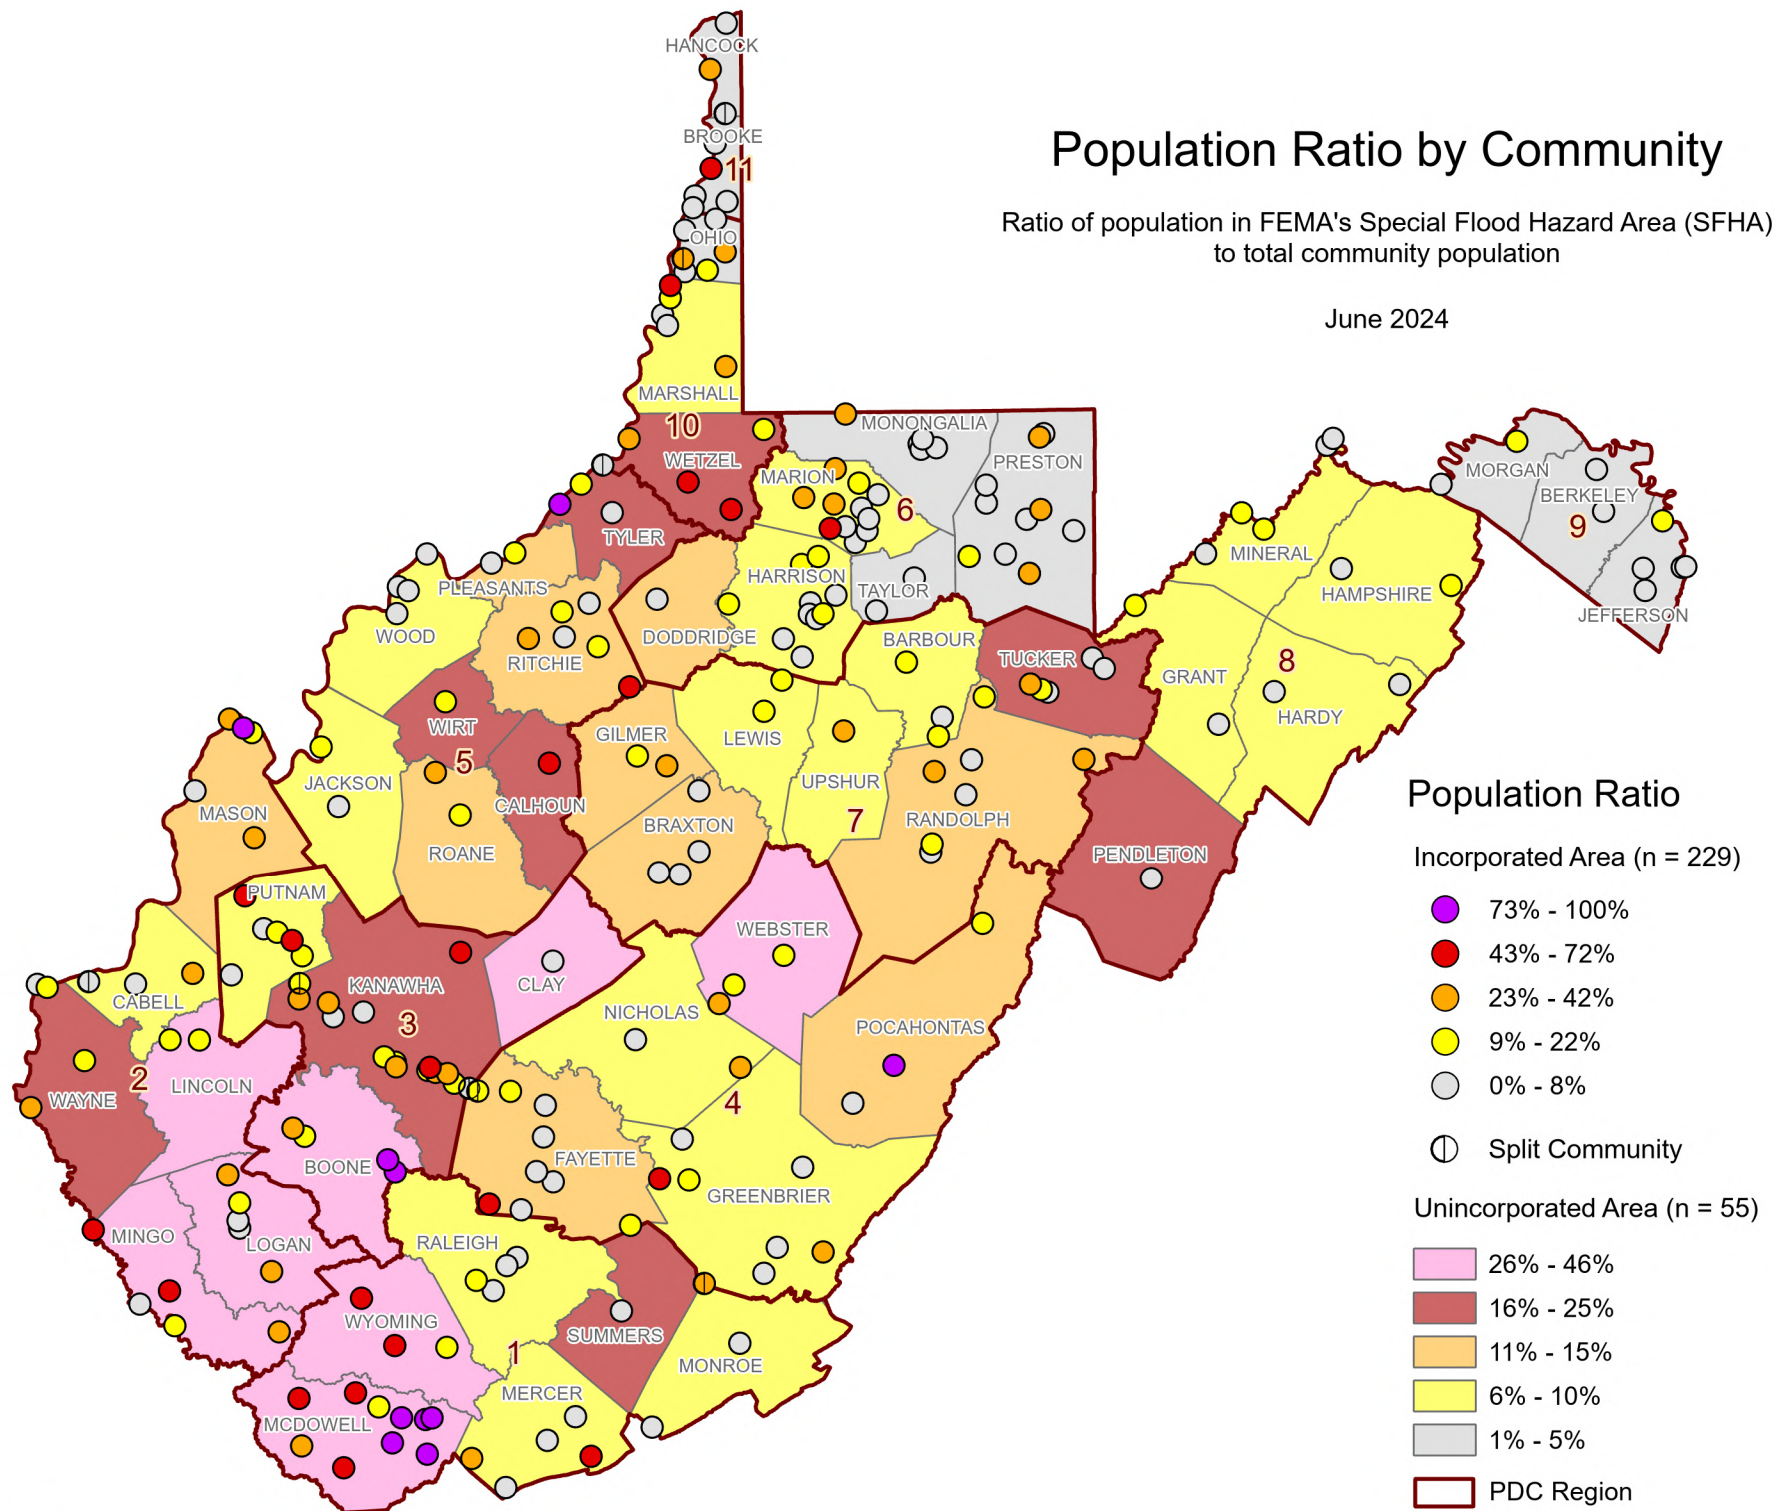 Population Ratio by Community
Ratio of population in FEMA's Special Flood Hazard Area (SFHA)
to total community population
June 2024
HANCOCK
BROOKE
11
OHIO
MARSHALL
10
WETZEL
MONONGALIA
PRESTON
MARION
6
TYLER
MORGAN
BERKELEY
9
JEFFERSON
MINERAL
HAMPSHIRE
PLEASANTS
HARRISON
TAYLOR
WOOD
RITCHIE
DODDRIDGE
BARBOUR
TUCKER
GRANT
8
HARDY
WIRT
5
GILMER
LEWIS
UPSHUR
JACKSON
CALHOUN
MASON
BRAXTON
7
RANDOLPH
ROANE
PENDLETON
PUTNAM
WEBSTER
KANAWHA
CLAY
CABELL
3
NICHOLAS
POCAHONTAS
2
LINCOLN
WAYNE
4
BOONE
FAYETTE
GREENBRIER
MINGO
LOGAN
RALEIGH
WYOMING
SUMMERS
1
MONROE
MERCER
MCDOWELL
Population Ratio
Incorporated Area (n = 229)
73% - 100%
43% - 72%
23% - 42%
9% - 22%
0% - 8%
Split Community
Unincorporated Area (n = 55)
26% - 46%
16% - 25%
11% - 15%
6% - 10%
1% - 5%
PDC Region